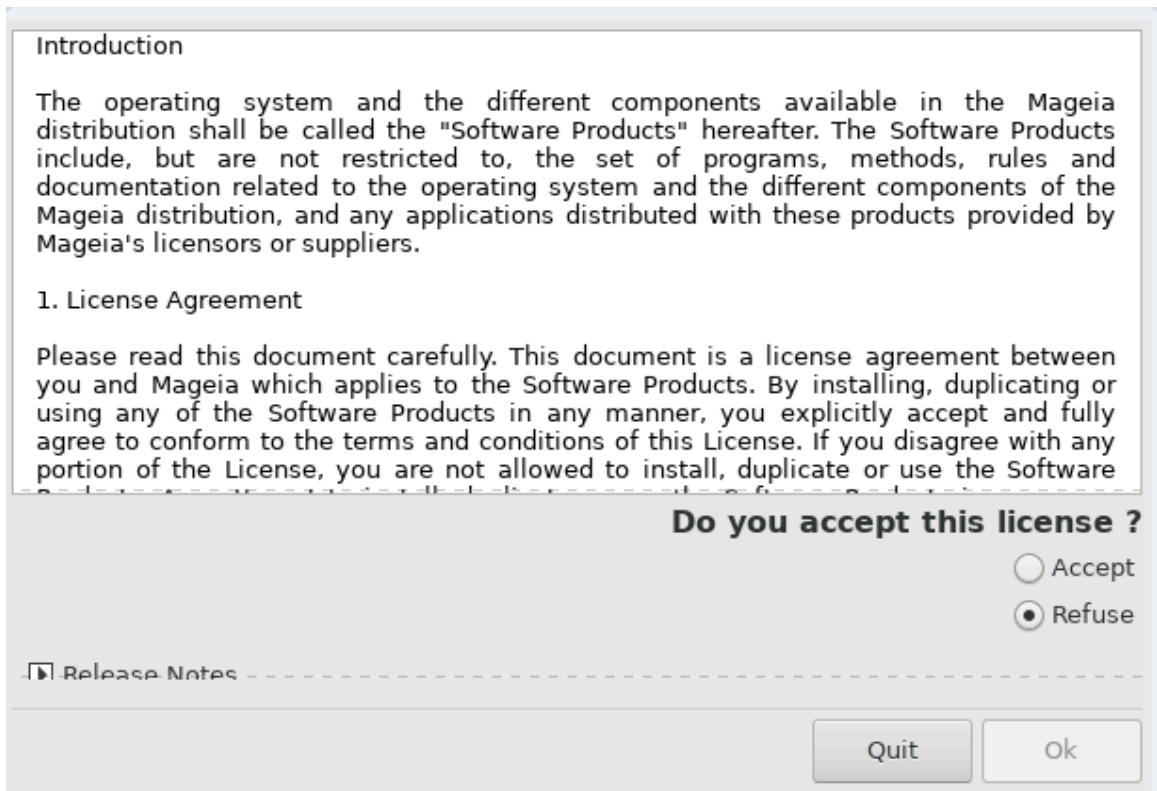 Introduction
The operating system and the different components available in the Mageia
distribution shall be called the "Software Products" hereafter. The Software Products
include, but are not restricted to, the set of programs, methods, rules and
documentation related to the operating system and the different components of the
Mageia distribution, and any applications distributed with these products provided by
Mageia's licensors or suppliers.
1. License Agreement
Please read this document carefully. This document is a license agreement between
you and Mageia which applies to the Software Products. By installing, duplicating or
using any of the Software Products in any manner, you explicitly accept and fully
agree to conform to the terms and conditions of this License. If you disagree with any
portion of the License, you are not allowed to install, duplicate or use the Software
Do you accept this license ?
Accept
Refuse
Release Notes
Quit
Ok